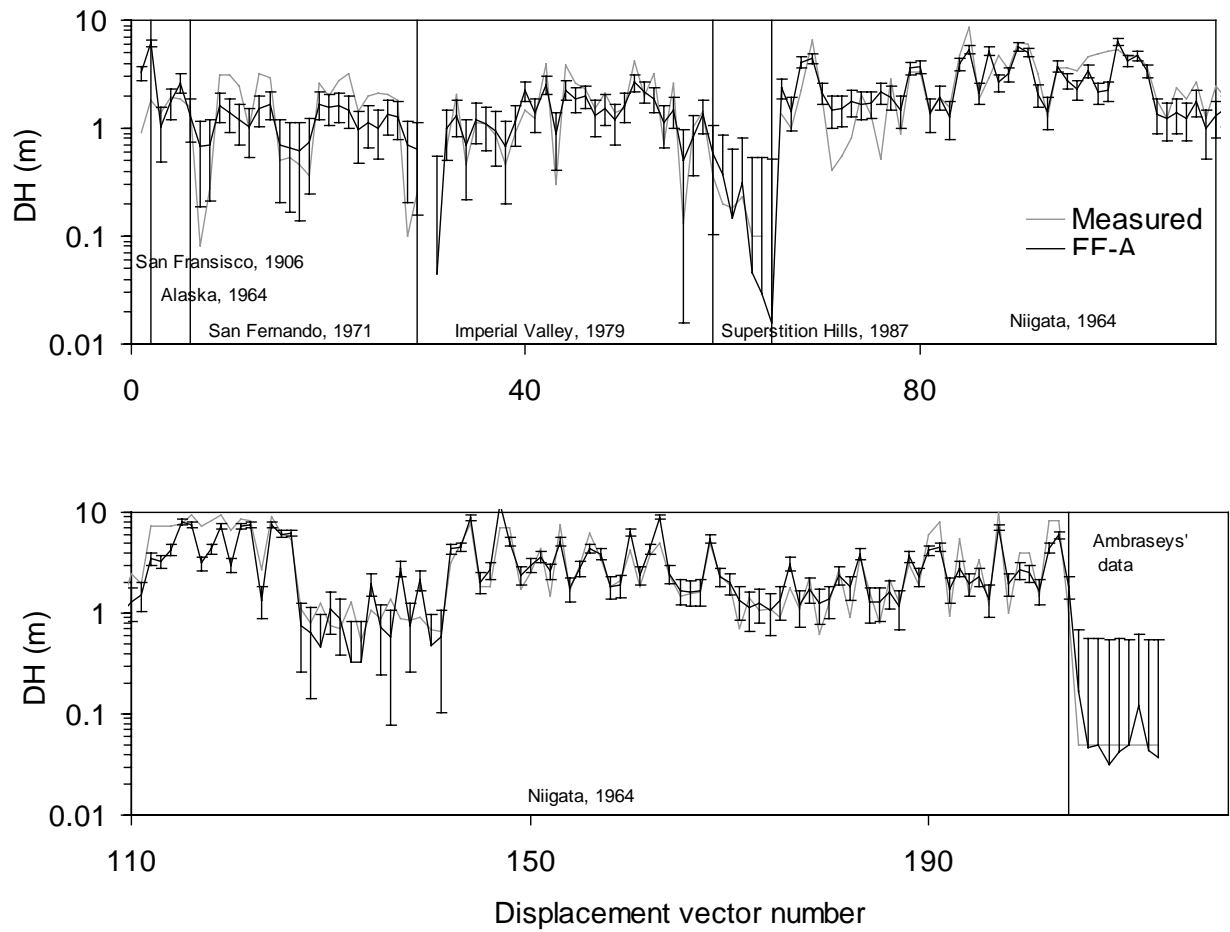 10
1
0.1
0.01
DH (m)
San Fransisco, 1906
Alaska, 1964
San Fernando, 1971
Imperial Valley, 1979
Superstition Hills, 1987
Niigata, 1964
Measured
0
40
80
10
1
0.1
0.01
DH (m)
Ambraseys'
data
Niigata, 1964
110
150
190
Displacement vector number